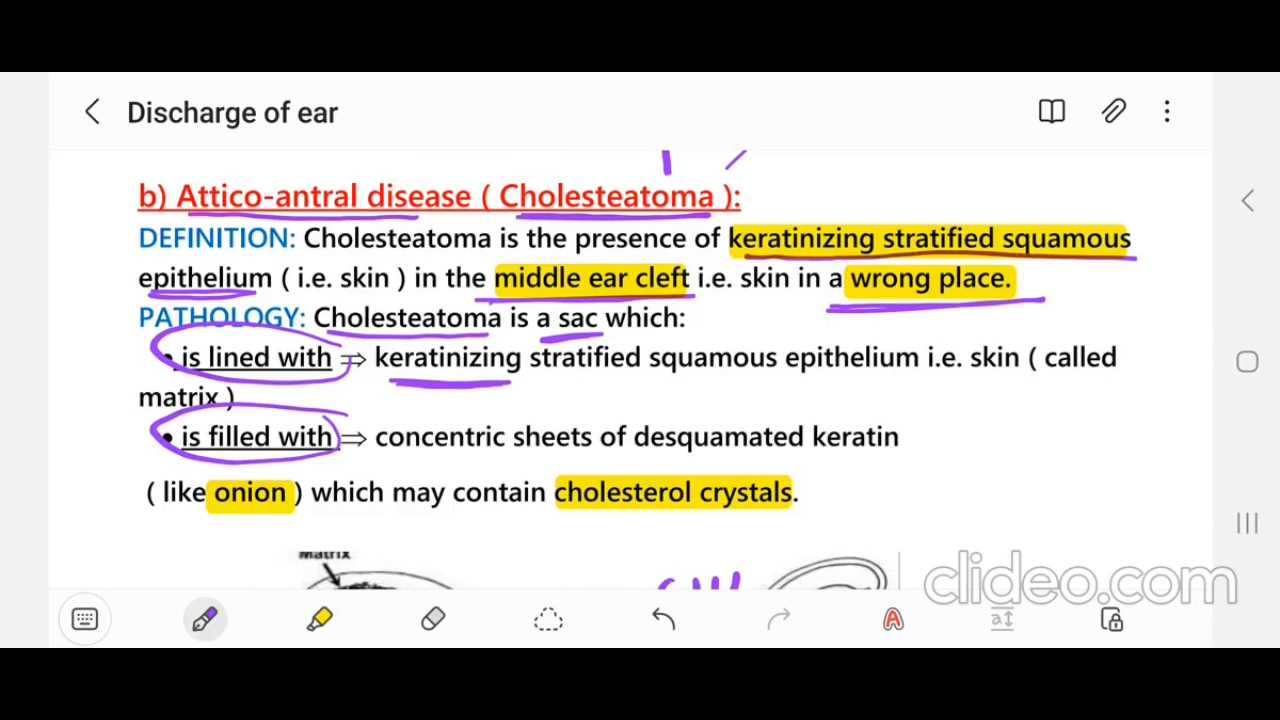 Discharge of ear
b) Attico-antral disease ( Cholesteatoma ):
DEFINITION: Cholesteatoma is the presence of keratinizing stratified squamous
epithelium ( i.e. skin ) in the middle ear cleft i.e. skin in a wrong place.
PATHOLOGY: Cholesteatoma is a sac which:
• is lined with ⇒ keratinizing stratified squamous epithelium i.e. skin ( called
matrix )
• is filled with ⇒ concentric sheets of desquamated keratin
( like onion ) which may contain cholesterol crystals.
matrix
clideo.com